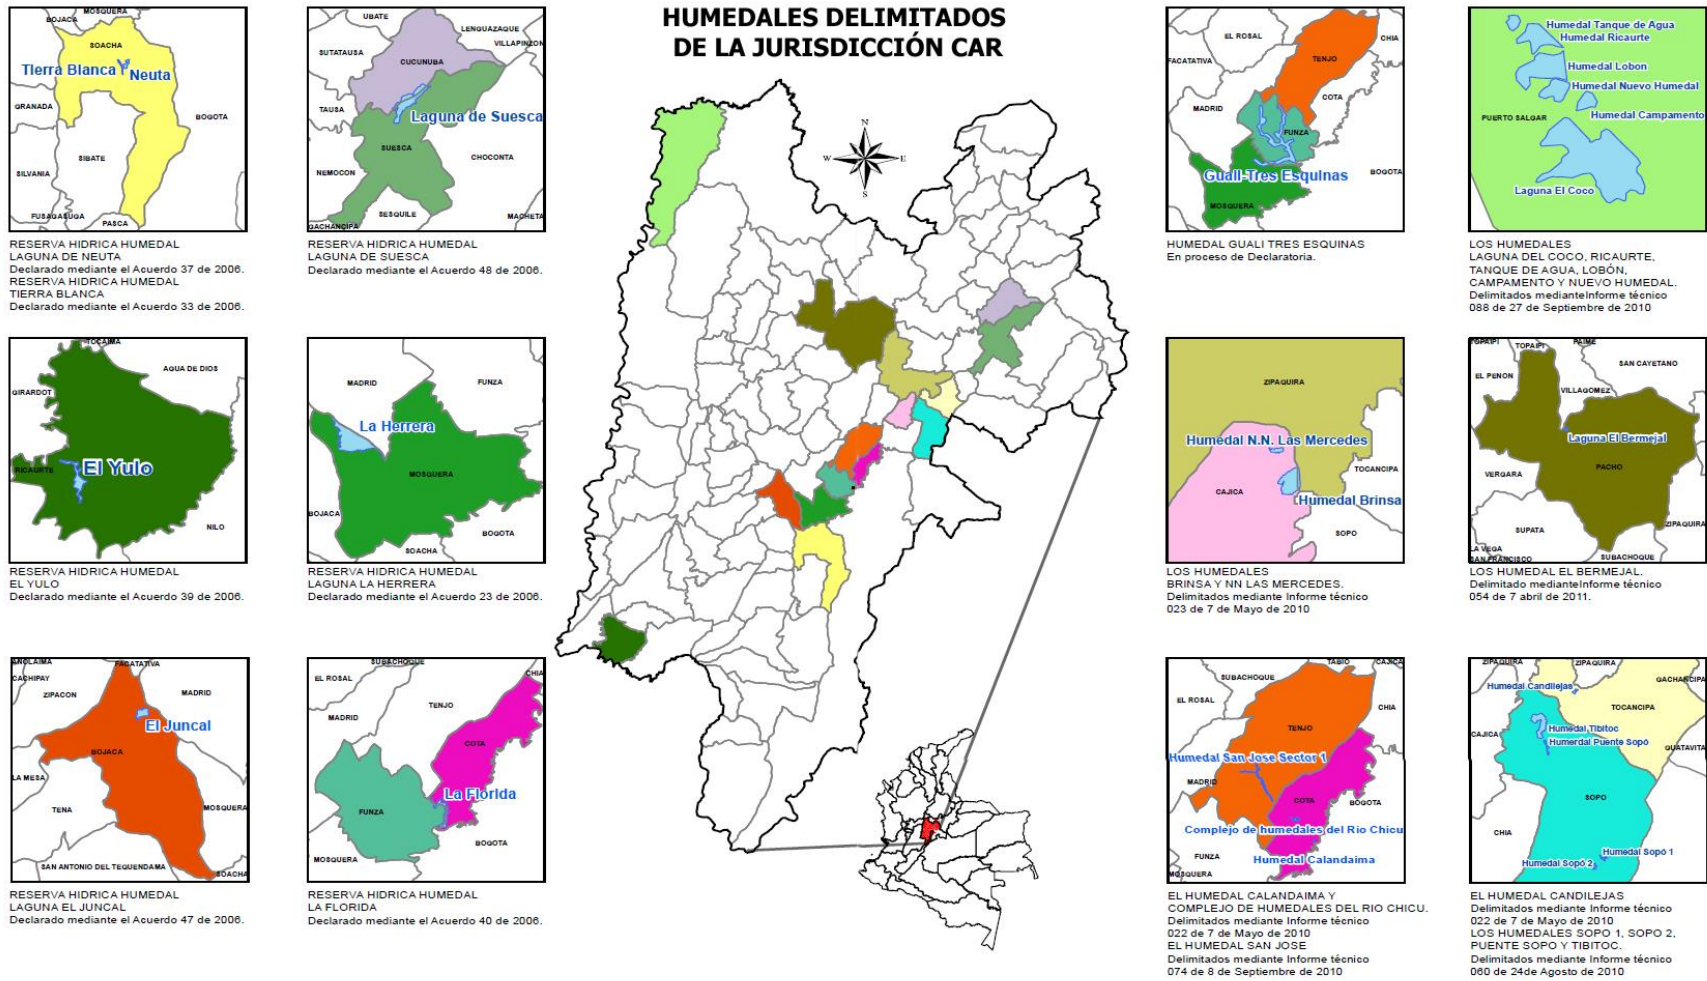 HUMEDALES DELIMITADOS
DE LA JURISDICCIÓN CAR
N
W
E
S
MOSQUERA
BOJACA
SOACHA
Tierra Blanca
Neuta
GRANADA
BOGOTA
SIBATE
SILVANIA
FUSAGASUGA
PASCA
RESERVA HIDRICA HUMEDAL
LAGUNA DE NEUTA
Declarado mediante el Acuerdo 37 de 2006.
RESERVA HIDRICA HUMEDAL
TIERRA BLANCA
Declarado mediante el Acuerdo 33 de 2006.
UBATE
LENGUAZAQUE
VILLAPINZON
SUTATAUSA
CUCUNUBA
TAUSA
Laguna de Suesca
SUESCA
CHOCONTA
NEMOCON
SESQUILE
MACHETA
GACHANCIPA
RESERVA HIDRICA HUMEDAL
LAGUNA DE SUESCA
Declarado mediante el Acuerdo 48 de 2006.
EL ROSAL
CHIA
TENJO
FACATATIVA
MADRID
COTA
FUNZA
Guali-Tres Esquinas
BOGOTA
MOSQUERA
HUMEDAL GUALI TRES ESQUINAS
En proceso de Declaratoria.
Humedal Tanque de Agua
Humedal Ricaurte
Humedal Lobon
Humedal Nuevo Humedal
PUERTO SALGAR
Humedal Campamento
Laguna El Coco
LOS HUMEDALES
LAGUNA DEL COCO, RICAURTE,
TANQUE DE AGUA, LOBÓN,
CAMPAMENTO Y NUEVO HUMEDAL.
Delimitados medianteInforme técnico
088 de 27 de Septiembre de 2010
TOCAIMA
AGUA DE DIOS
GIRARDOT
El Yulo
RICAURTE
NILO
RESERVA HIDRICA HUMEDAL
EL YULO
Declarado mediante el Acuerdo 39 de 2006.
MADRID
FUNZA
La Herrera
MOSQUERA
BOJACA
BOGOTA
SOACHA
RESERVA HIDRICA HUMEDAL
LAGUNA LA HERRERA
Declarado mediante el Acuerdo 23 de 2006.
ZIPAQUIRA
Humedal N.N. Las Mercedes
TOCANCIPA
CAJICA
Humedal Brinsa
SOPO
LOS HUMEDALES
BRINSA Y NN LAS MERCEDES.
Delimitados mediante Informe técnico
023 de 7 de Mayo de 2010
TOPAIPI
TOPAIPI
PAIME
SAN CAYETANO
EL PENON
VILLAGOMEZ
Laguna El Bermejal
PACHO
VERGARA
SUPATA
ZIPAQUIRA
LA VEGA
SAN FRANCISCO
SUBACHOQUE
LOS HUMEDAL EL BERMEJAL.
Delimitado medianteInforme técnico
054 de 7 abril de 2011.
ANOLAIMA
FACATATIVA
CACHIPAY
ZIPACON
MADRID
El Juncal
BOJACA
LA MESA
TENA
MOSQUERA
SAN ANTONIO DEL TEQUENDAMA
SOACHA
RESERVA HIDRICA HUMEDAL
LAGUNA EL JUNCAL
Declarado mediante el Acuerdo 47 de 2006.
SUBACHOQUE
EL ROSAL
CHIA
TENJO
MADRID
COTA
La Florida
FUNZA
BOGOTA
MOSQUERA
RESERVA HIDRICA HUMEDAL
LA FLORIDA
Declarado mediante el Acuerdo 40 de 2006.
TABIO
CAJICA
SUBACHOQUE
EL ROSAL
CHIA
TENJO
Humedal San Jose Sector 1
MADRID
COTA
BOGOTA
Complejo de humedales del Rio Chicu
FUNZA
Humedal Calandaima
MOSQUERA
EL HUMEDAL CALANDAIMA Y
COMPLEJO DE HUMEDALES DEL RIO CHICU.
Delimitados mediante Informe técnico
022 de 7 de Mayo de 2010
EL HUMEDAL SAN JOSE
Delimitados mediante Informe técnico
074 de 8 de Septiembre de 2010
ZIPAQUIRA
ZIPAQUIRA
GACHANCIPA
Humedal Candilejas
TOCANCIPA
CAJICA
Humedal Tibitoc
Humerdal Puente Sopó
GUATAVITA
SOPO
CHIA
Humedal Sopó 1
Humedal Sopó 2
EL HUMEDAL CANDILEJAS
Delimitados mediante Informe técnico
022 de 7 de Mayo de 2010
LOS HUMEDALES SOPO 1, SOPO 2,
PUENTE SOPO Y TIBITOC.
Delimitados mediante Informe técnico
060 de 24de Agosto de 2010